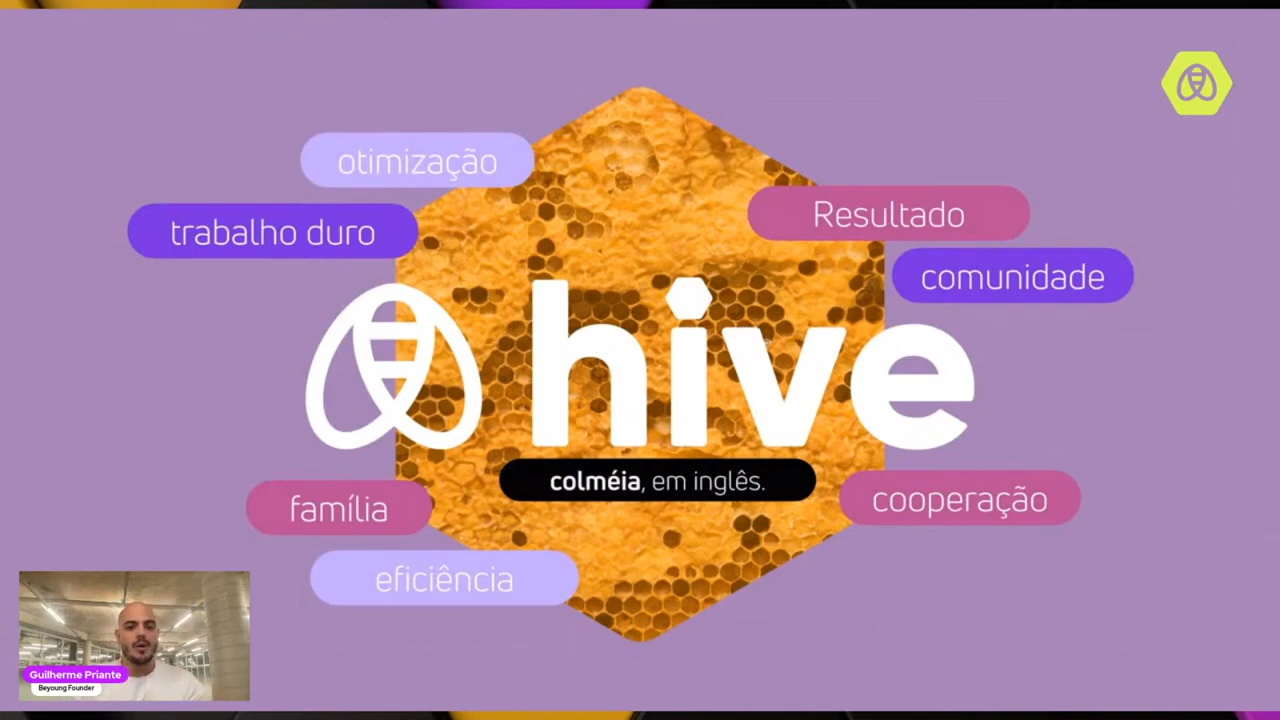 otimização
trabalho duro
Resultado
comunidade
hive
colméia, em inglês.
família
cooperação
eficiência
Guilherme Priante
Beyoung Founder